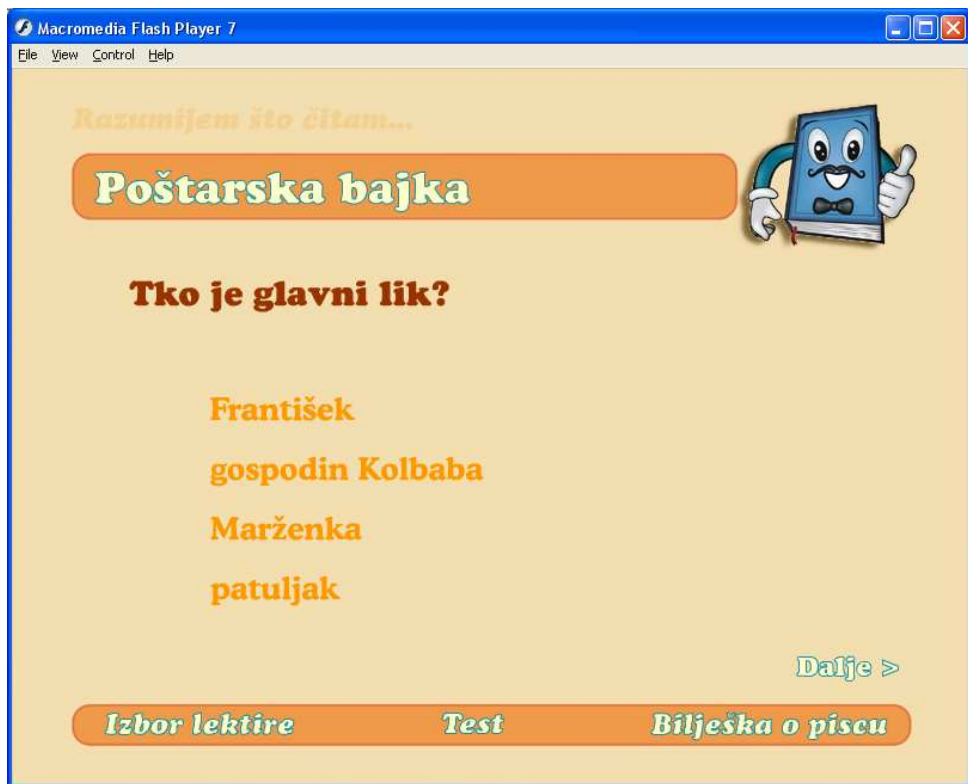 Macromedia Flash Player 7
File View Control Help
Razumijem što čitam...
Poštarska bajka
Tko je glavni lik?
František
gospodin Kolbaba
Marženka
patuljak
Dalje >
Izbor lektire Test Bilješka o piscu